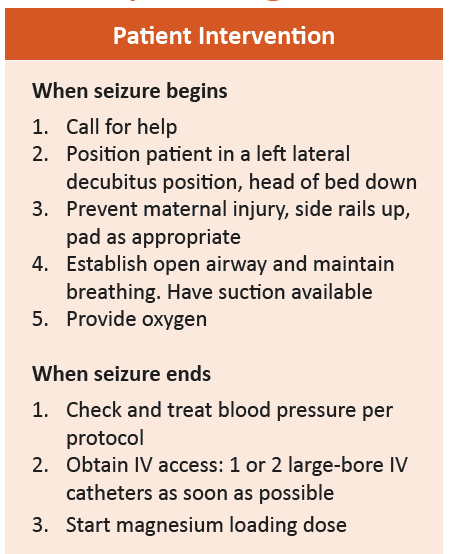 Patient Intervention
When seizure begins
1. Call for help
2. Position patient in a left lateral
decubitus position, head of bed down
3. Prevent maternal injury, side rails up,
pad as appropriate
4. Establish open airway and maintain
breathing. Have suction available
5. Provide oxygen
When seizure ends
1. Check and treat blood pressure per
protocol
2. Obtain IV access: 1 or 2 large-bore IV
catheters as soon as possible
3. Start magnesium loading dose